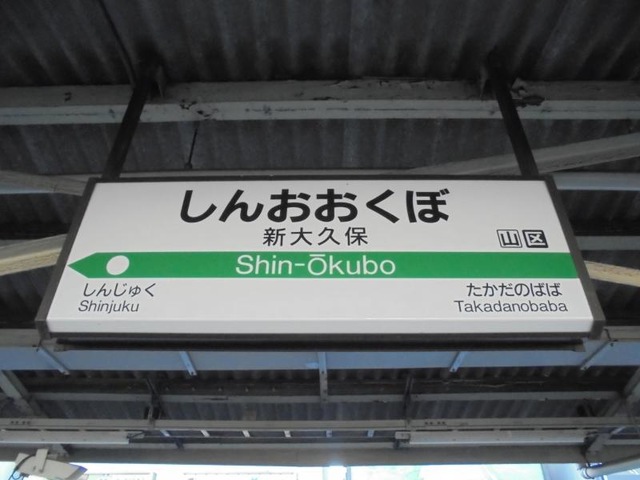 しんおおくぼ
新大久保
山区
Shin-Ōkubo
しんじゅく
Shinjuku
たかだのばば
Takadanobaba